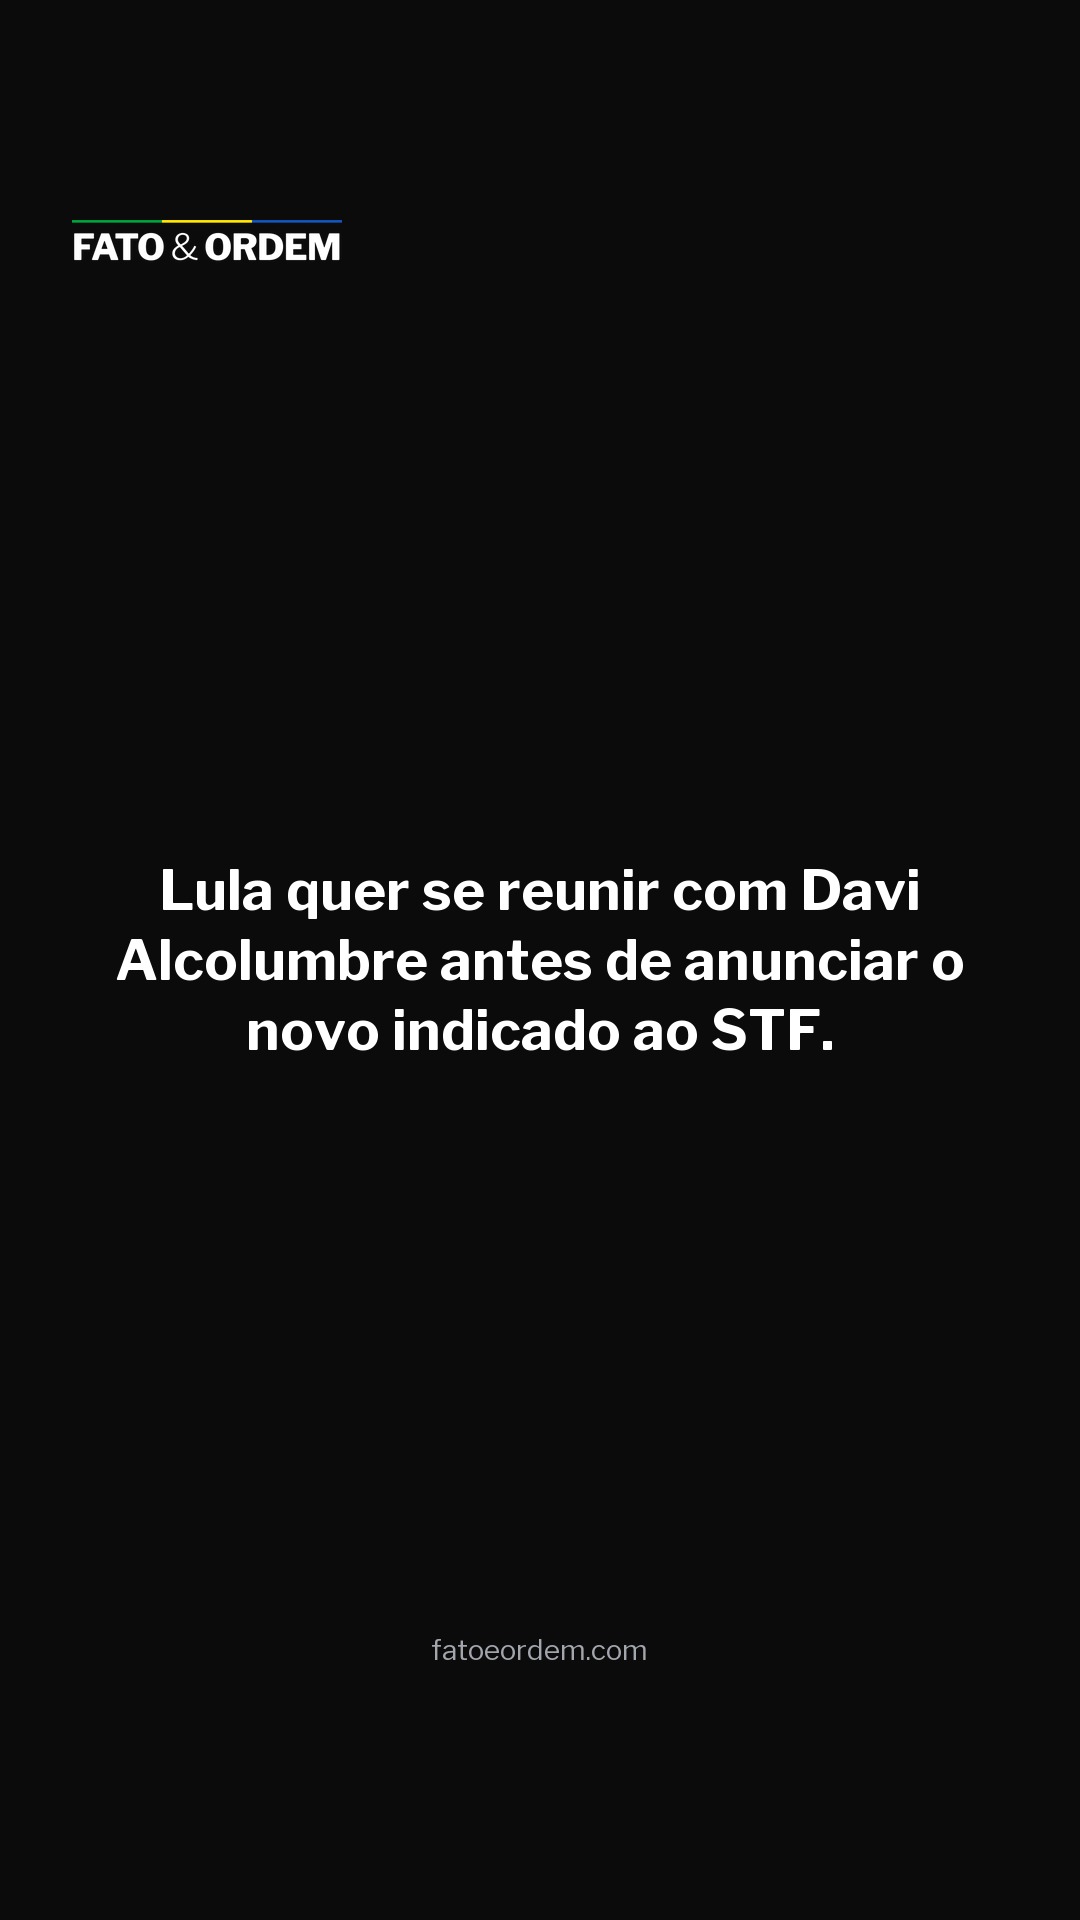 FATO & ORDEM
Lula quer se reunir com Davi
Alcolumbre antes de anunciar o
novo indicado ao STF.
fatoeordem.com